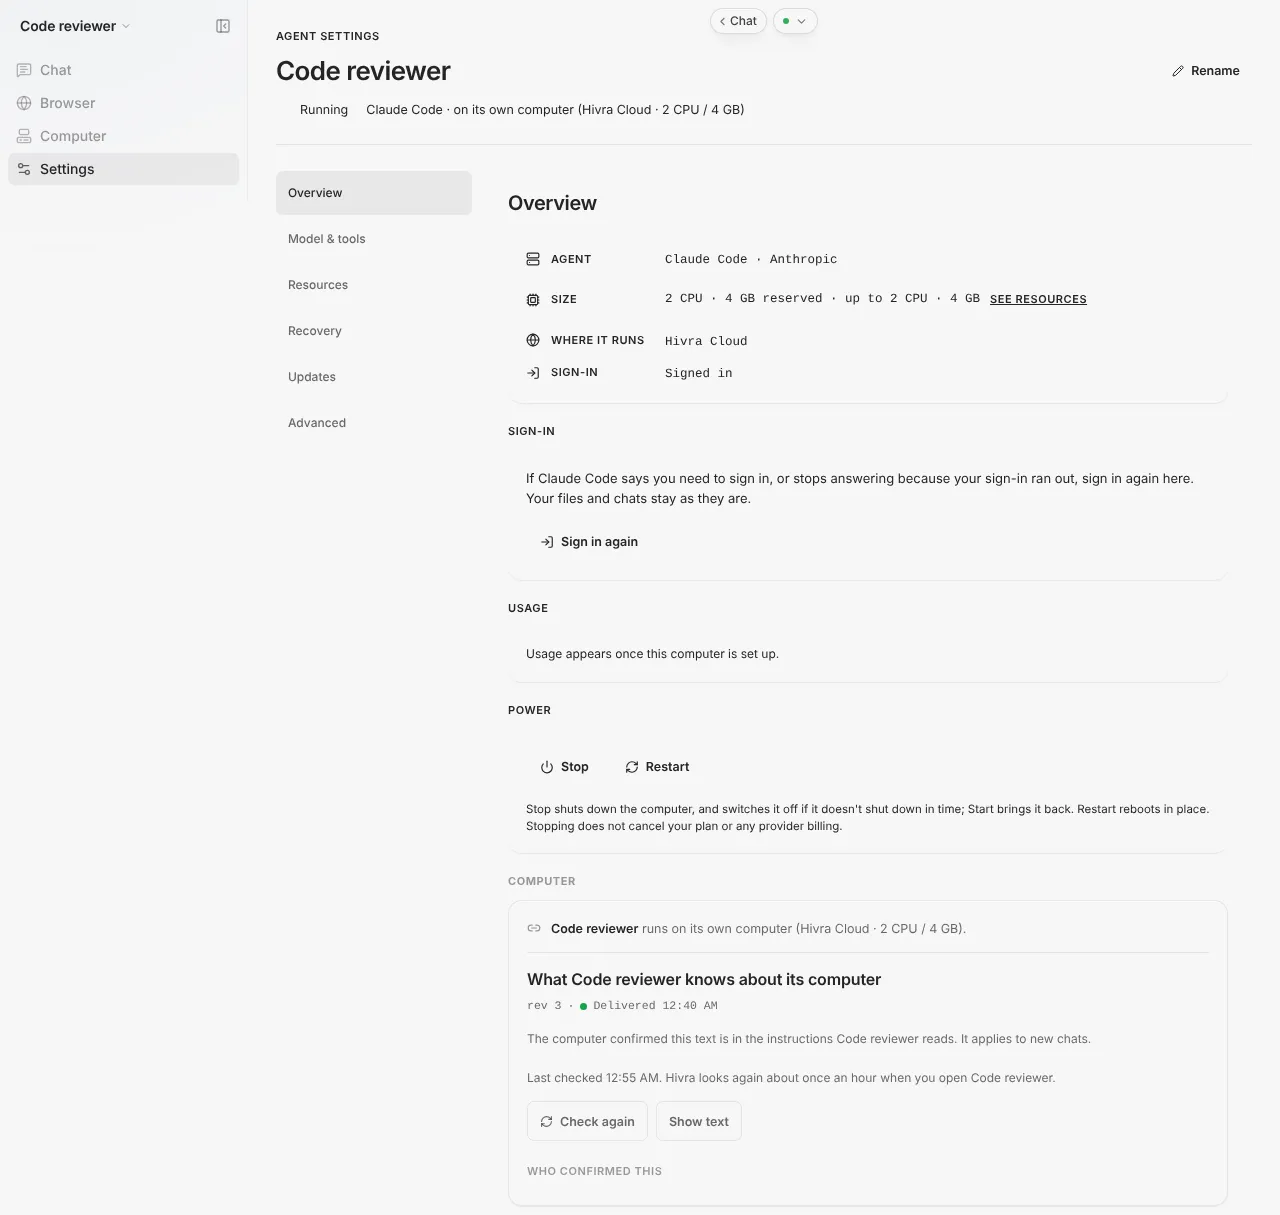 Code reviewer
Chat
Browser
Computer
Settings
Chat
AGENT SETTINGS
Code reviewer
Rename
Running
Claude Code · on its own computer (Hivra Cloud · 2 CPU / 4 GB)
Overview
Model & tools
Resources
Recovery
Updates
Advanced
Overview
AGENT
Claude Code · Anthropic
SIZE
2 CPU · 4 GB reserved · up to 2 CPU · 4 GB
SEE RESOURCES
WHERE IT RUNS
Hivra Cloud
SIGN-IN
Signed in
SIGN-IN
If Claude Code says you need to sign in, or stops answering because your sign-in ran out, sign in again here.
Your files and chats stay as they are.
Sign in again
USAGE
Usage appears once this computer is set up.
POWER
Stop
Restart
Stop shuts down the computer, and switches it off if it doesn't shut down in time; Start brings it back. Restart reboots in place.
Stopping does not cancel your plan or any provider billing.
COMPUTER
Code reviewer runs on its own computer (Hivra Cloud · 2 CPU / 4 GB).
What Code reviewer knows about its computer
rev 3 · Delivered 12:40 AM
The computer confirmed this text is in the instructions Code reviewer reads. It applies to new chats.
Last checked 12:55 AM. Hivra looks again about once an hour when you open Code reviewer.
Check again
Show text
WHO CONFIRMED THIS